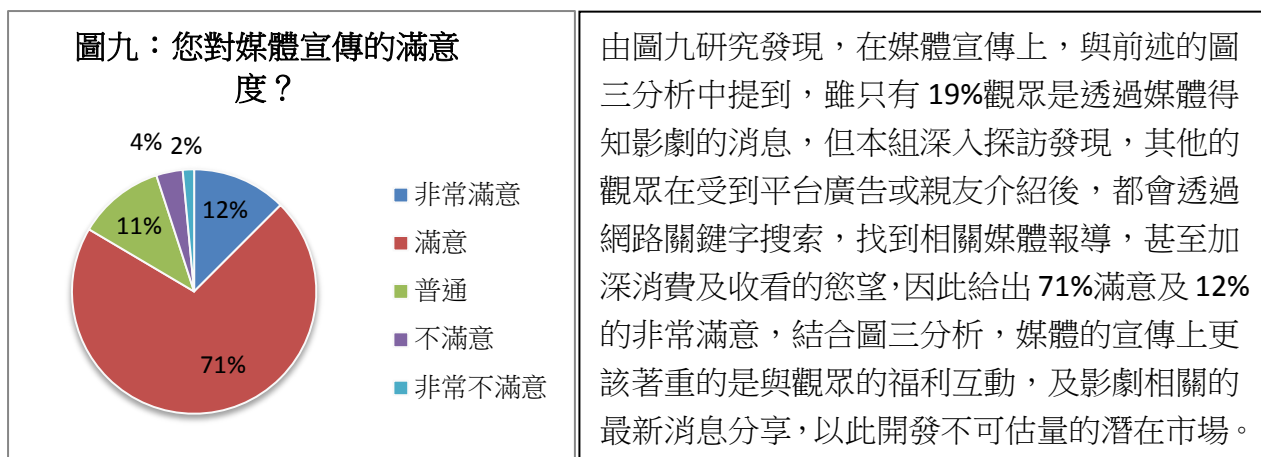 圖九：您對媒體宣傳的滿意
度？
4%
2%
12%
11%
71%
非常滿意
滿意
普通
不滿意
非常不滿意
由圖九研究發現，在媒體宣傳上，與前述的圖
三分析中提到，雖只有 19%觀眾是透過媒體得
知影劇的消息，但本組深入探訪發現，其他的
觀眾在受到平台廣告或親友介紹後，都會透過
網路關鍵字搜索，找到相關媒體報導，甚至加
深消費及收看的慾望，因此給出 71%滿意及 12%
的非常滿意，結合圖三分析，媒體的宣傳上更
該著重的是與觀眾的福利互動，及影劇相關的
最新消息分享，以此開發不可估量的潛在市場。